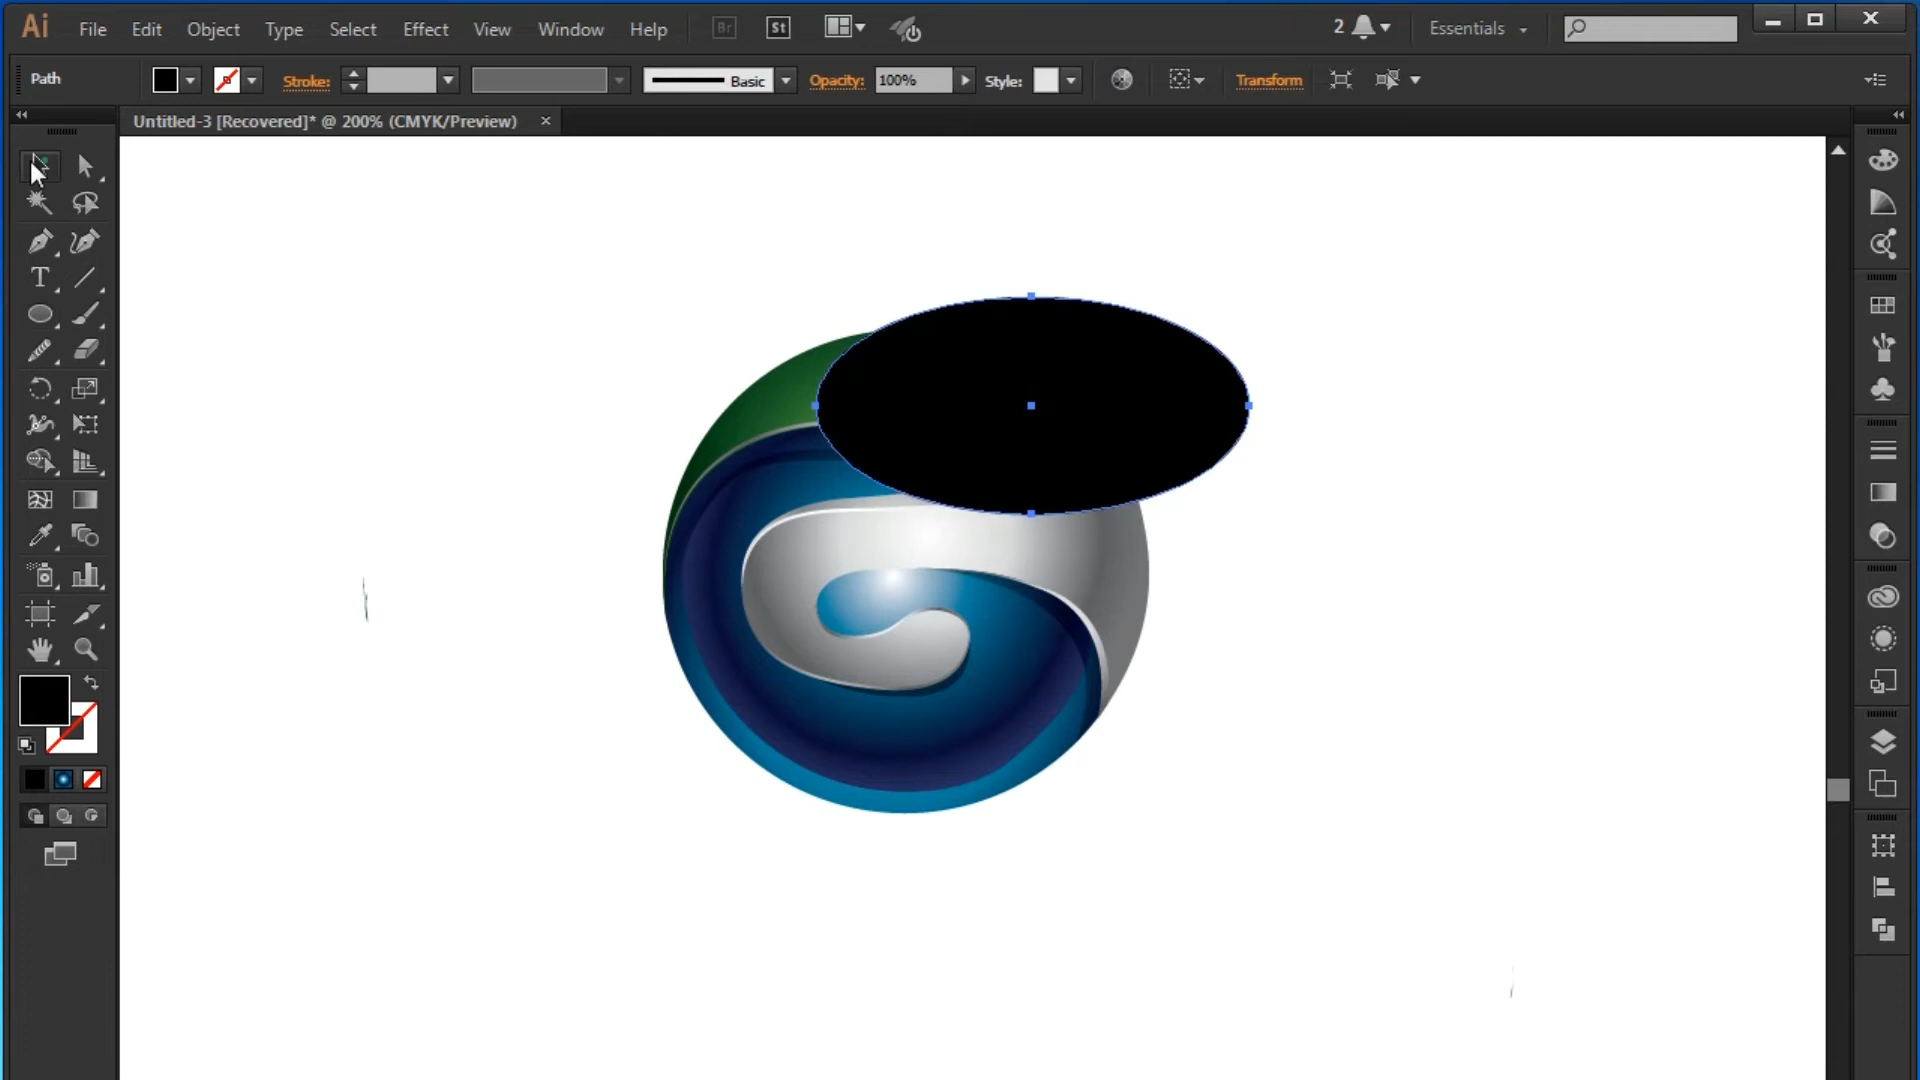 Ai File Edit Object Type Select Effect View Window Help Br St 2 Essentials
Path Stroke: Basic Opacity: 100% Style: Transform
Untitled-3 [Recovered]* @ 200% (CMYK/Preview) ×
T